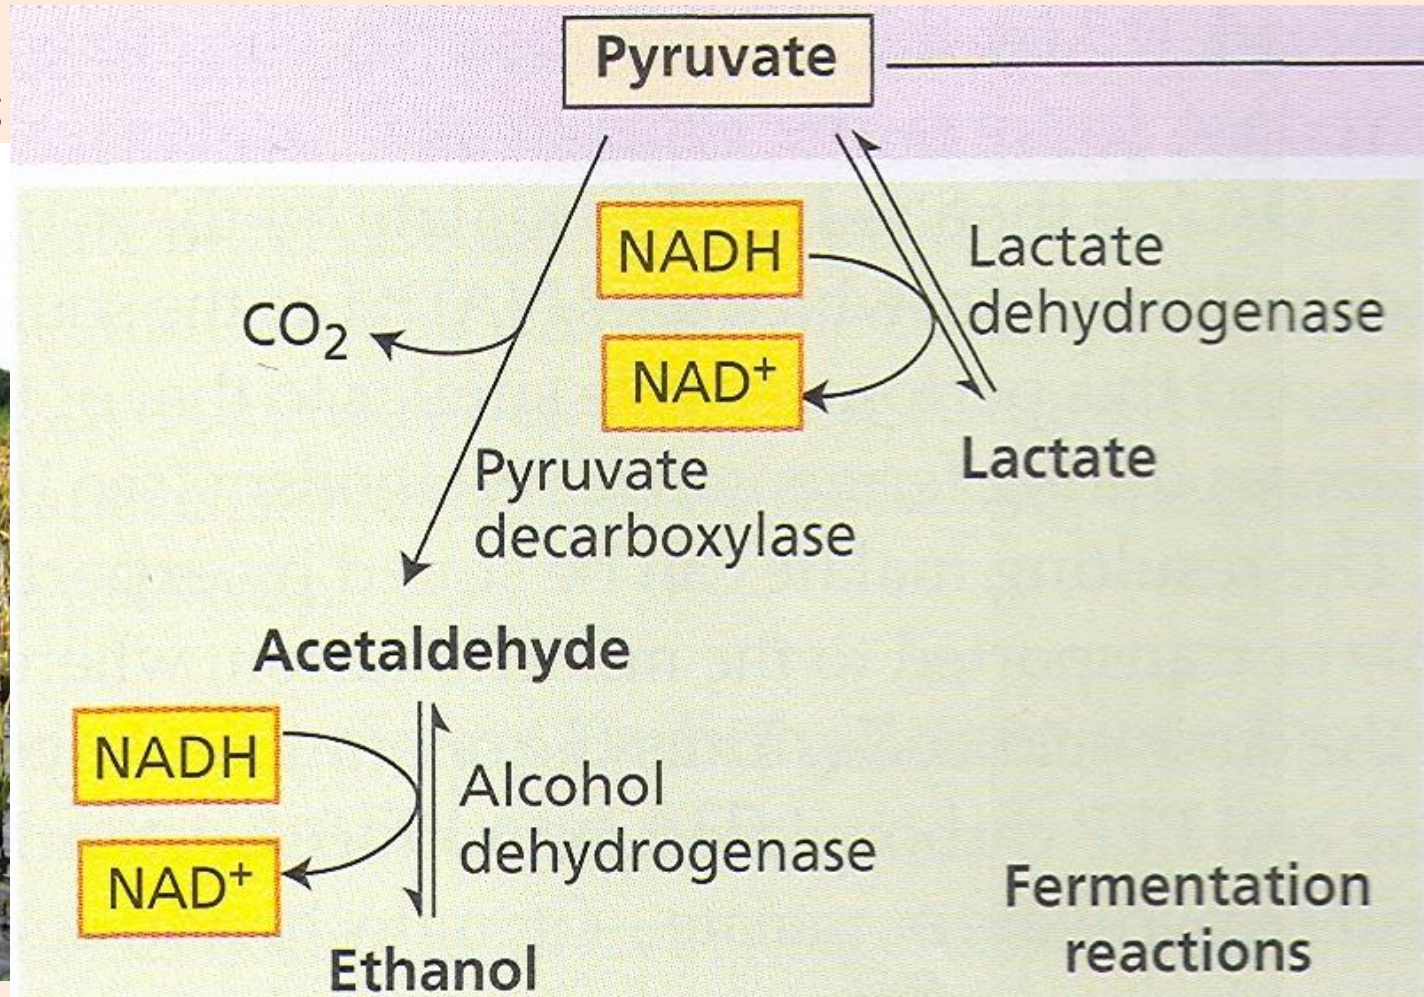 Pyruvate
NADH
Lactate
dehydrogenase
CO₂
NAD⁺
Lactate
Pyruvate
decarboxylase
Acetaldehyde
NADH
Alcohol
dehydrogenase
NAD⁺
Ethanol
Fermentation
reactions